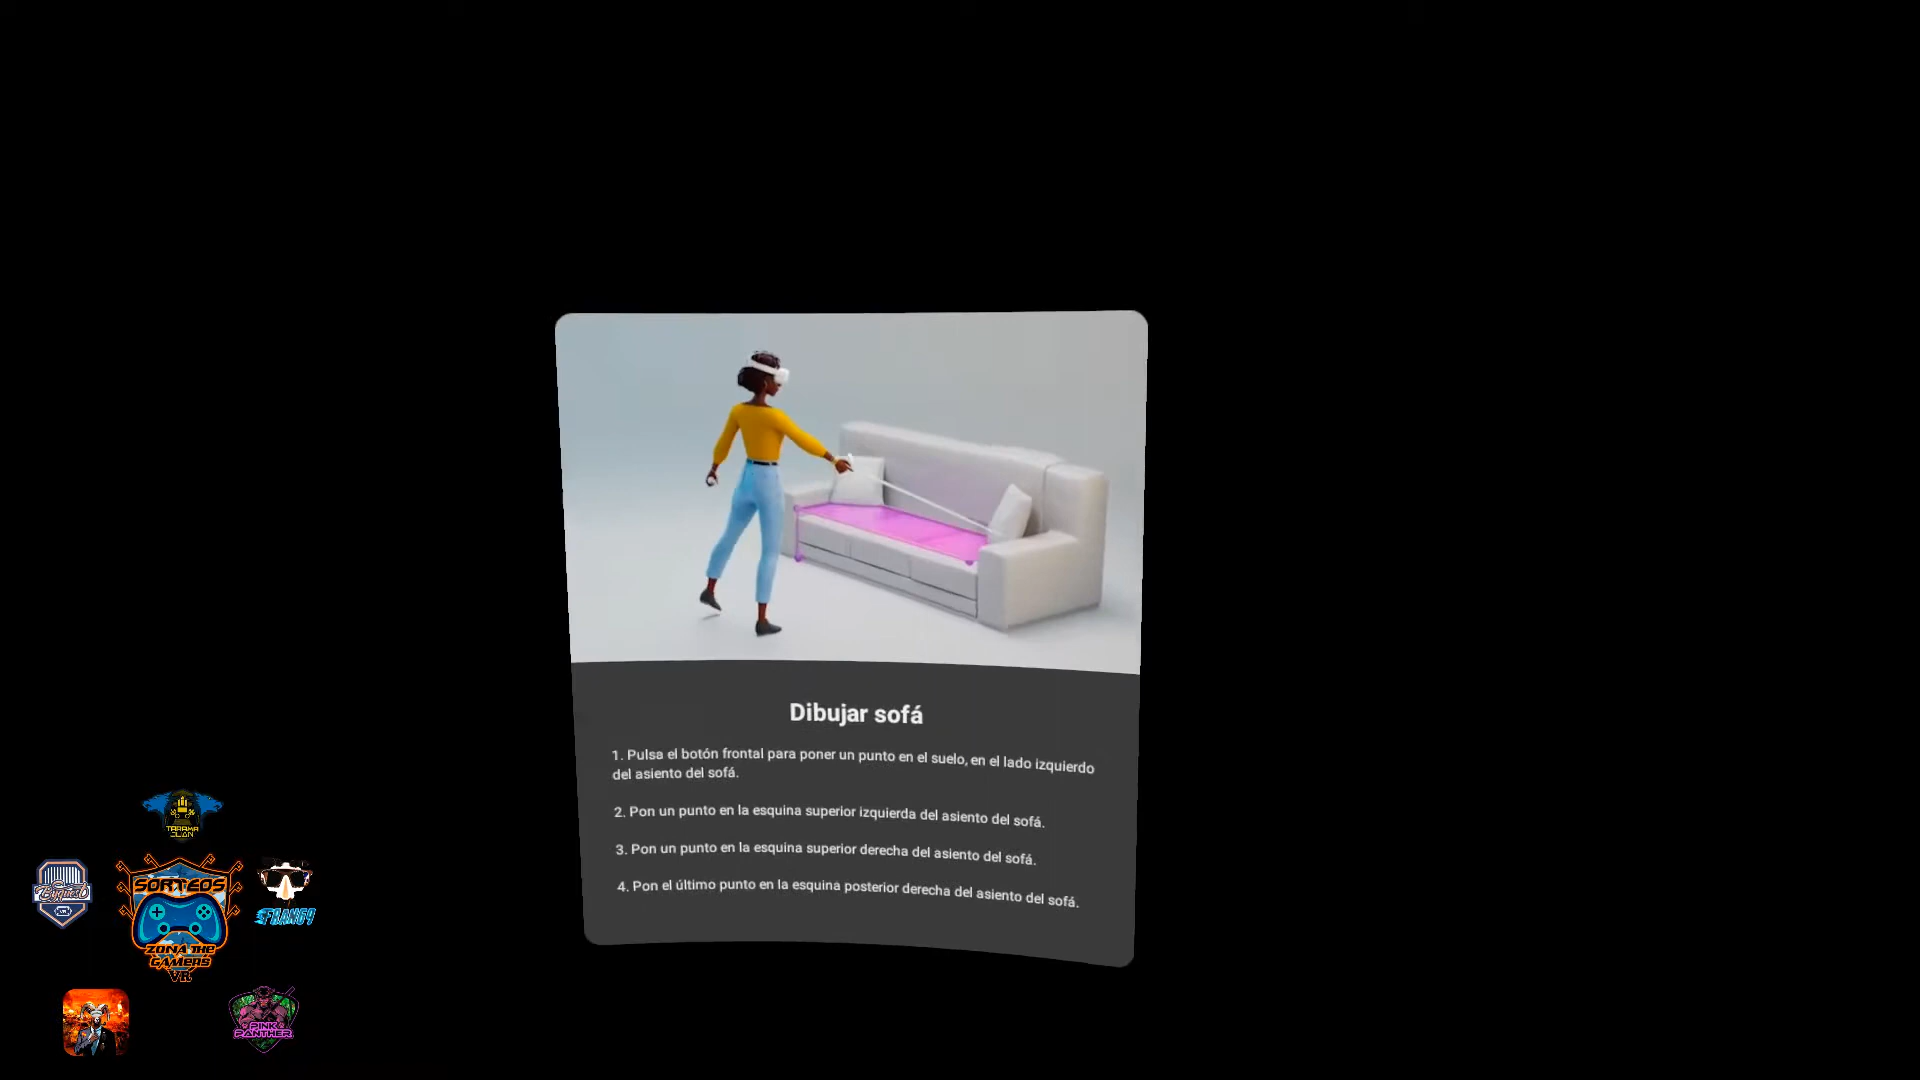 Dibujar sofá
1. Pulsa el botón frontal para poner un punto en el suelo, en el lado izquierdo
del asiento del sofá.
2. Pon un punto en la esquina superior izquierda del asiento del sofá.
3. Pon un punto en la esquina superior derecha del asiento del sofá.
4. Pon el último punto en la esquina posterior derecha del asiento del sofá.
SORTEOS
ZONA THE
GAMERS
VR
PINK
PANTHER